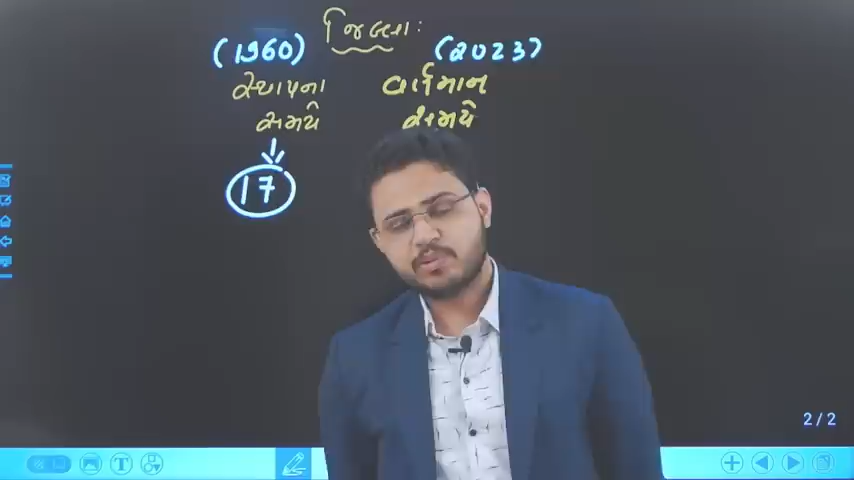 જિલ્લા:
(1960) (2023)
સ્થાપના વર્તમાન
સમયે સમયે
17
2/2
T